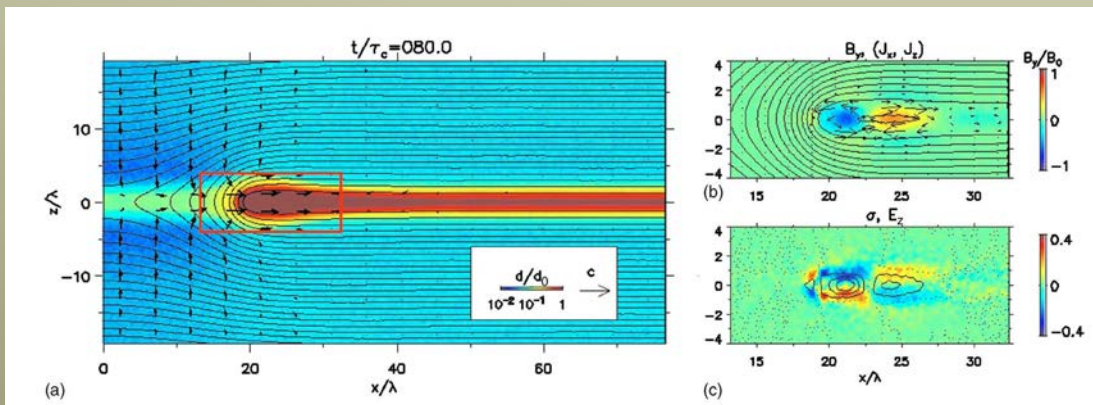 t/τc=080.0
z/λ
10
0
−10
0 20 40 60
x/λ
d/d0
10-2 10-1 1
c
(a)
By, (Jx, Jz)
By/B0
4
2
0
−2
−4
15 20 25 30
1
0
−1
(b)
σ, Ez
4
2
0
−2
−4
15 20 25 30
x/λ
0.4
0
−0.4
(c)